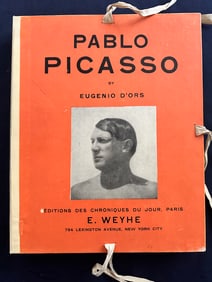 PABLO
PICASSO
BY
EUGENIO D'ORS
EDITIONS DES CHRONIQUES DU JOUR, PARIS
E. WEYHE
794 LEXINGTON AVENUE, NEW YORK CITY